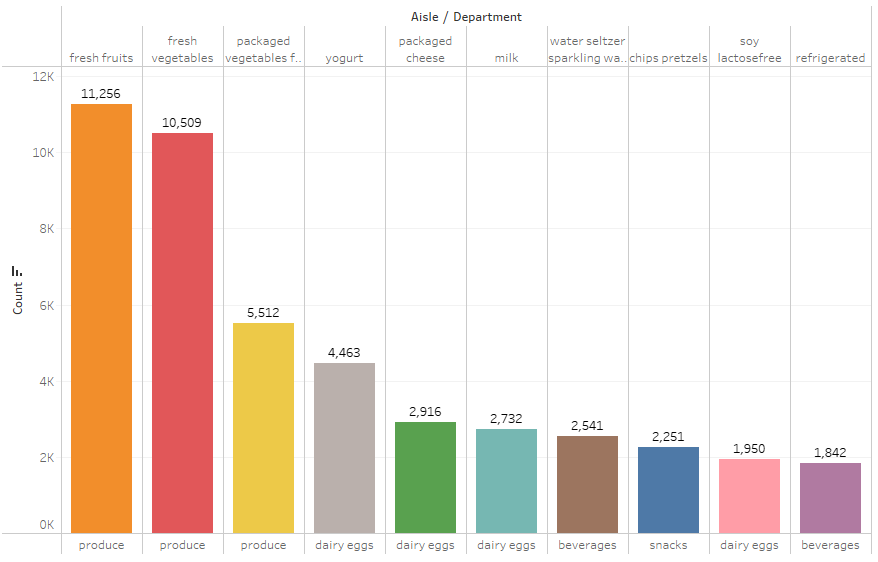 Aisle / Department
fresh fruits
fresh
vegetables
packaged
vegetables f..
yogurt
packaged
cheese
milk
water seltzer
sparkling wa..
chips pretzels
soy
lactosefree
refrigerated
12K
10K
8K
6K
4K
2K
0K
Count
11,256
10,509
5,512
4,463
2,916
2,732
2,541
2,251
1,950
1,842
produce
produce
produce
dairy eggs
dairy eggs
dairy eggs
beverages
snacks
dairy eggs
beverages